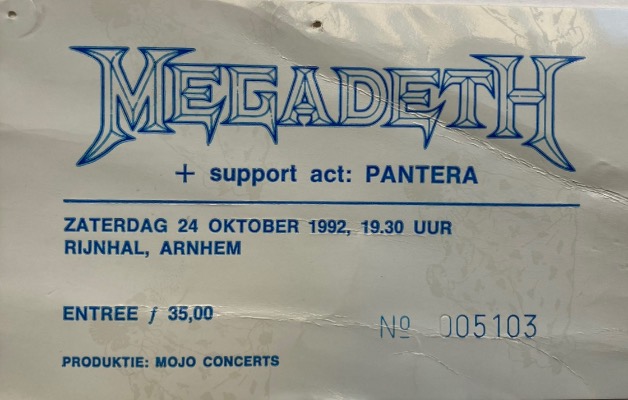 MEGADETH
+ support act: PANTERA
ZATERDAG 24 OKTOBER 1992, 19.30 UUR
RIJNHAL, ARNHEM
ENTREE ƒ 35,00
Nº 005103
PRODUKTIE: MOJO CONCERTS